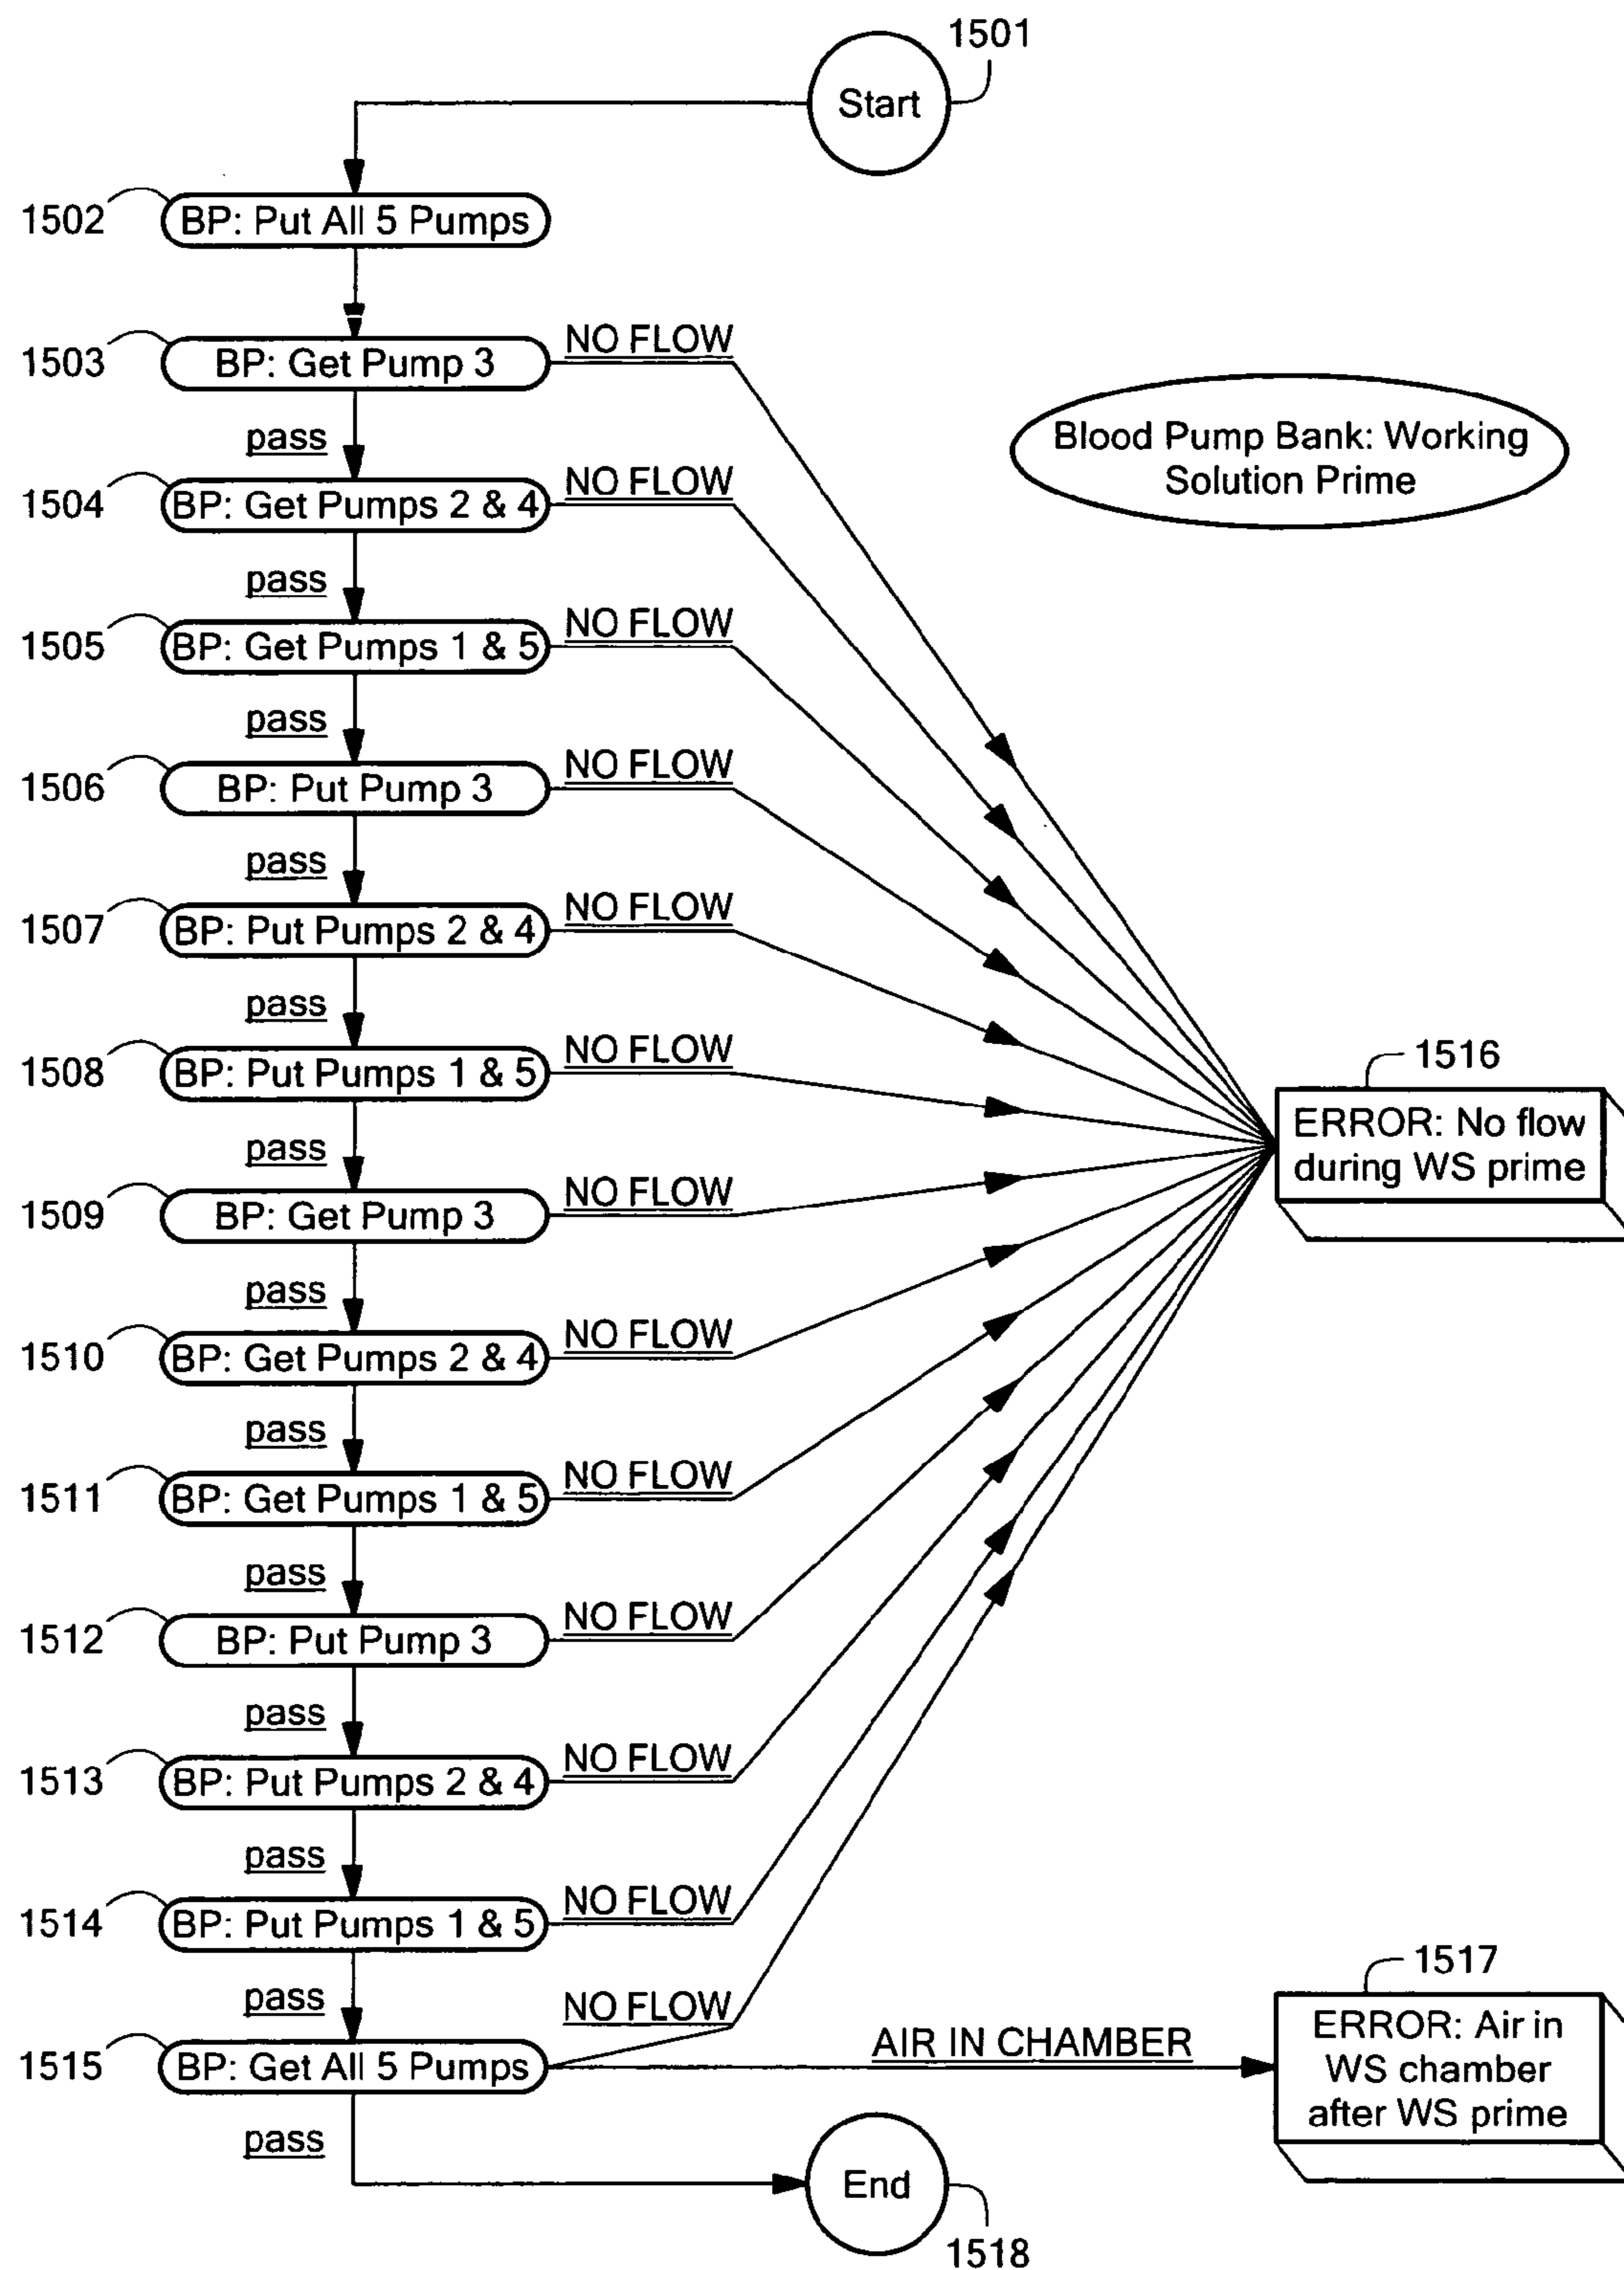 1501
Start
1502
BP: Put All 5 Pumps
1503
BP: Get Pump 3
NO FLOW
Blood Pump Bank: Working
Solution Prime
pass
1504
BP: Get Pumps 2 & 4
NO FLOW
pass
1505
BP: Get Pumps 1 & 5
NO FLOW
pass
1506
BP: Put Pump 3
NO FLOW
pass
1507
BP: Put Pumps 2 & 4
NO FLOW
pass
1508
BP: Put Pumps 1 & 5
NO FLOW
1516
ERROR: No flow
during WS prime
pass
1509
BP: Get Pump 3
NO FLOW
pass
1510
BP: Get Pumps 2 & 4
NO FLOW
pass
1511
BP: Get Pumps 1 & 5
NO FLOW
pass
1512
BP: Put Pump 3
NO FLOW
pass
1513
BP: Put Pumps 2 & 4
NO FLOW
pass
1514
BP: Put Pumps 1 & 5
NO FLOW
pass
1515
BP: Get All 5 Pumps
NO FLOW
AIR IN CHAMBER
1517
ERROR: Air in
WS chamber
after WS prime
pass
End
1518